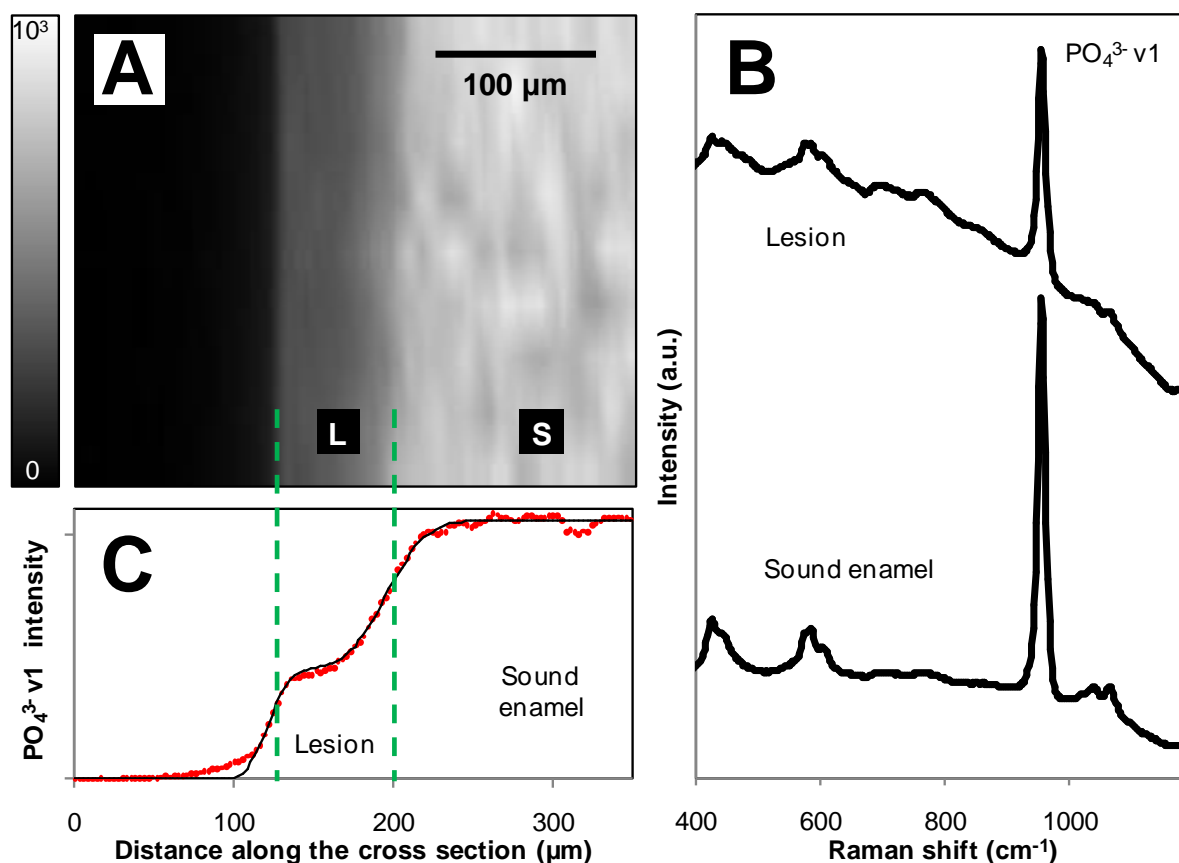 10³
A
100 µm
0
L
S
C
PO₄³⁻ v1 intensity
Lesion
Sound
enamel
0
100
200
300
Distance along the cross section (µm)
B
PO₄³⁻ v1
Lesion
Sound enamel
Intensity (a.u.)
400
600
800
1000
Raman shift (cm⁻¹)